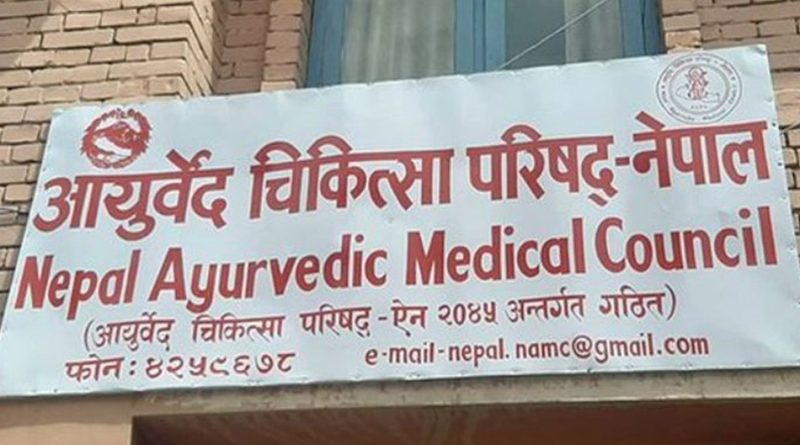 आयुर्वेद चिकित्सा परिषद्-नेपाल
Nepal Ayurvedic Medical Council
(आयुर्वेद चिकित्सा परिषद्-ऐन २०४५ अन्तर्गत गठित)
फोन : ४२५९६७८ e-mail-nepal.namc@gmail.com